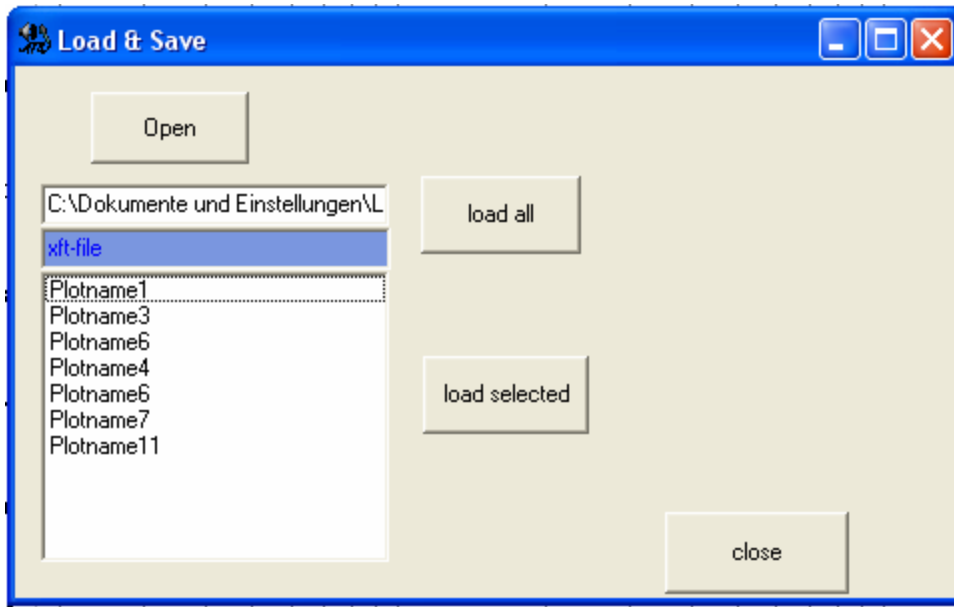 Load & Save
Open
C:\Dokumente und Einstellungen\L
load all
xft-file
Plotname1
Plotname3
Plotname6
Plotname4
Plotname6
Plotname7
Plotname11
load selected
close